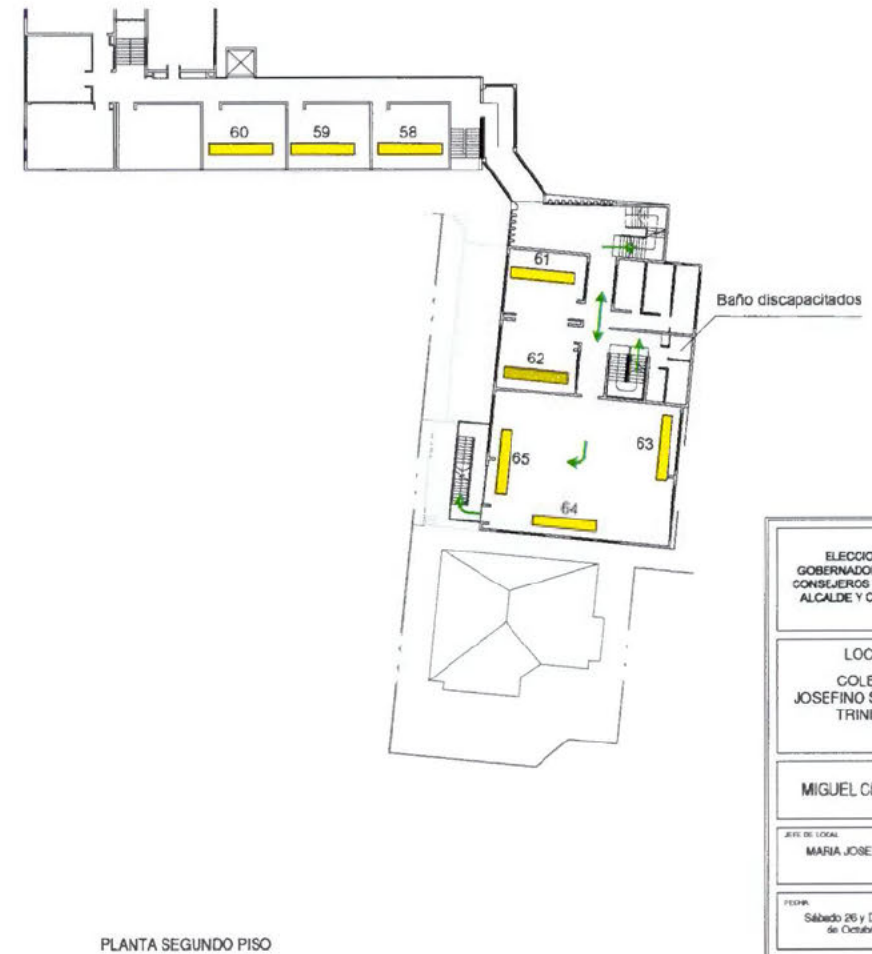 60
59
58
61
Baño discapacitados
62
63
65
64
ELECCIO
GOBERNADO
CONSEJEROS
ALCALDE Y C
LOC
COLE
JOSEFINO S
TRINI
MIGUEL C
JEFE DE LOCAL
MARIA JOSE
FECHA
Sábado 26 y D
de Octub
PLANTA SEGUNDO PISO